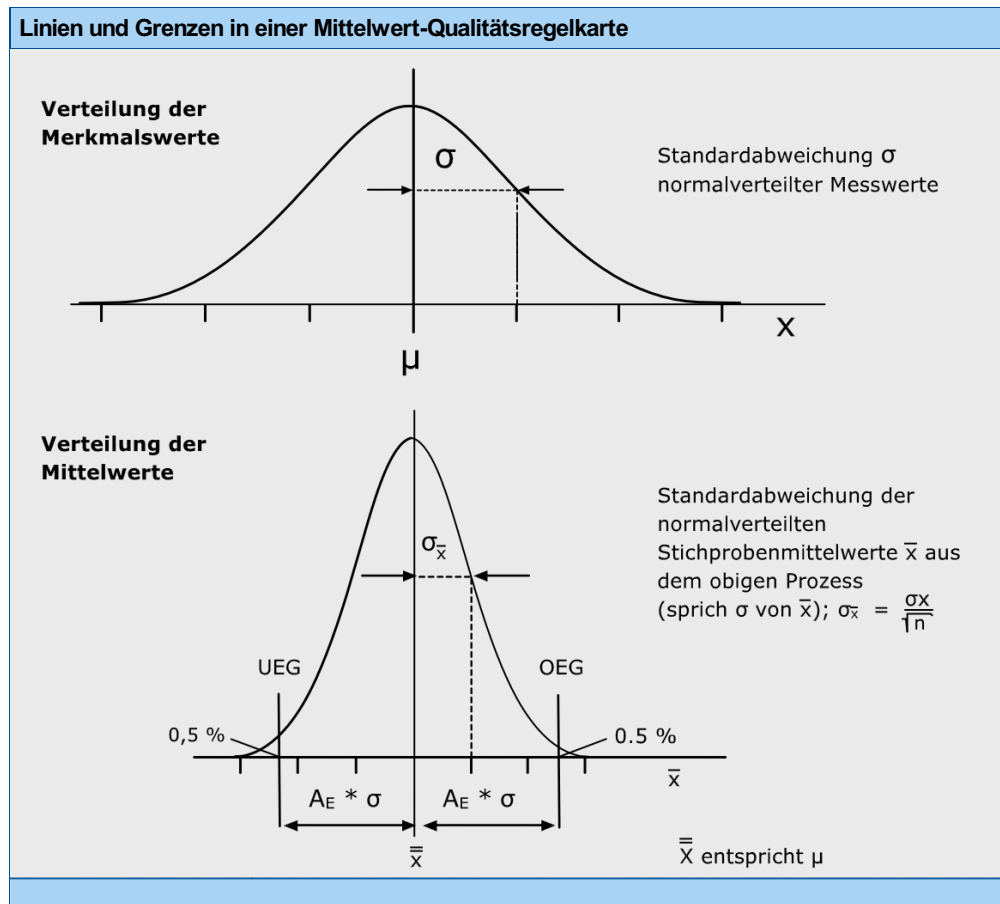 Linien und Grenzen in einer Mittelwert-Qualitätsregelkarte
Verteilung der
Merkmalswerte
σ
Standardabweichung σ
normalverteilter Messwerte
x
μ
Verteilung der
Mittelwerte
Standardabweichung der
normalverteilten
Stichprobenmittelwerte x̅ aus
dem obigen Prozess
(sprich σ von x̅); σx̅ = σx/√n
σx̅
UEG
OEG
0,5 %
0.5 %
x̅
AE * σ
AE * σ
x̿
x̿ entspricht μ